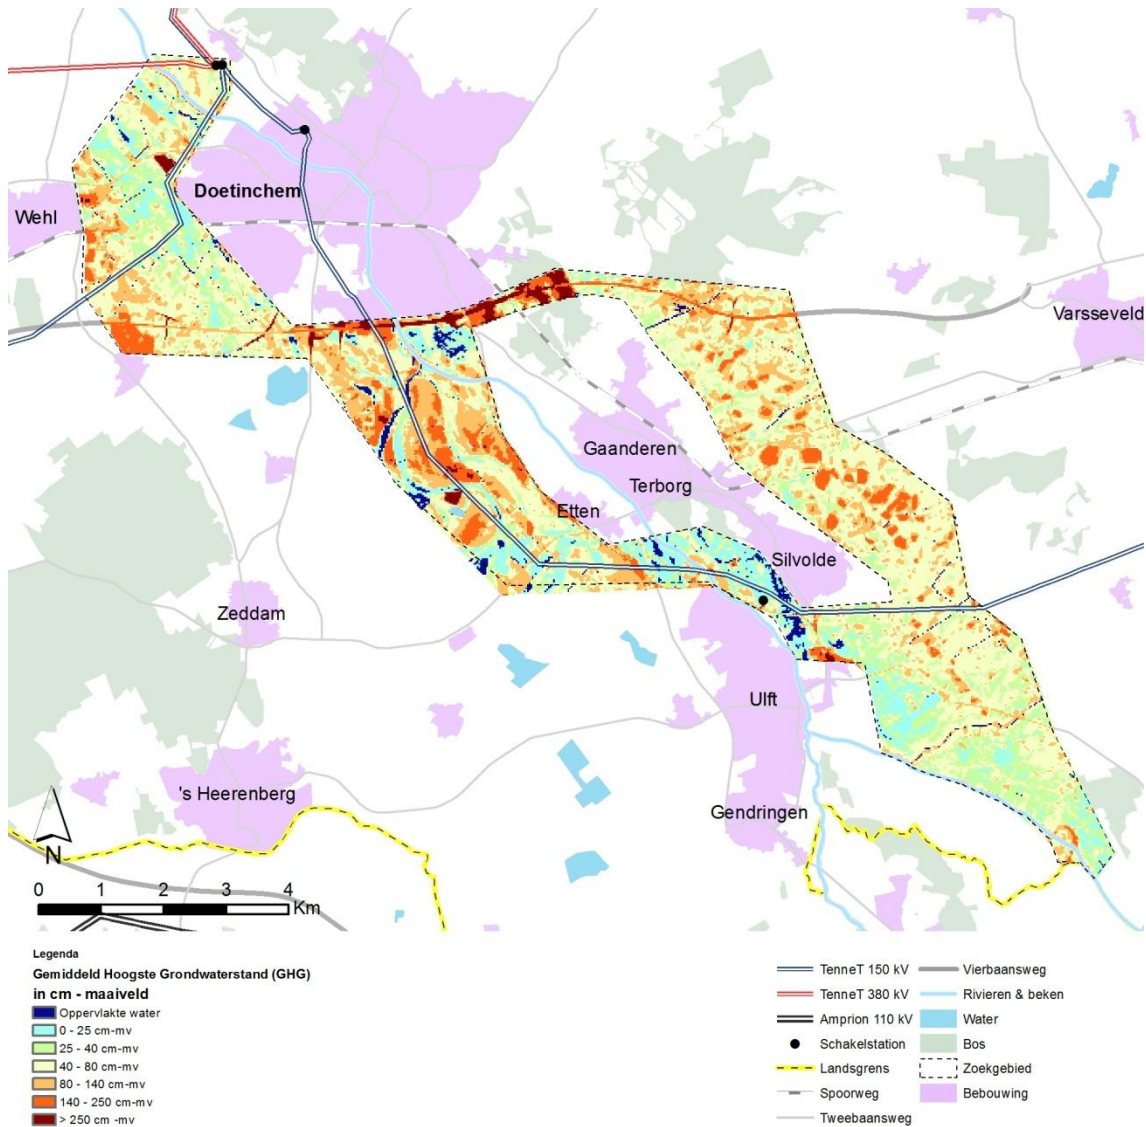 Doetinchem
Wehl
Varsseveld
Gaanderen
Terborg
Etten
Silvolde
Zeddam
Ulft
's Heerenberg
Gendringen
N
0 1 2 3 4
Km
Legenda
Gemiddeld Hoogste Grondwaterstand (GHG)
in cm - maaiveld
Oppervlakte water
0 - 25 cm-mv
25 - 40 cm-mv
40 - 80 cm-mv
80 - 140 cm-mv
140 - 250 cm-mv
> 250 cm -mv
TenneT 150 kV
TenneT 380 kV
Amprion 110 kV
Schakelstation
Landsgrens
Spoorweg
Tweebaansweg
Vierbaansweg
Rivieren & beken
Water
Bos
Zoekgebied
Bebouwing